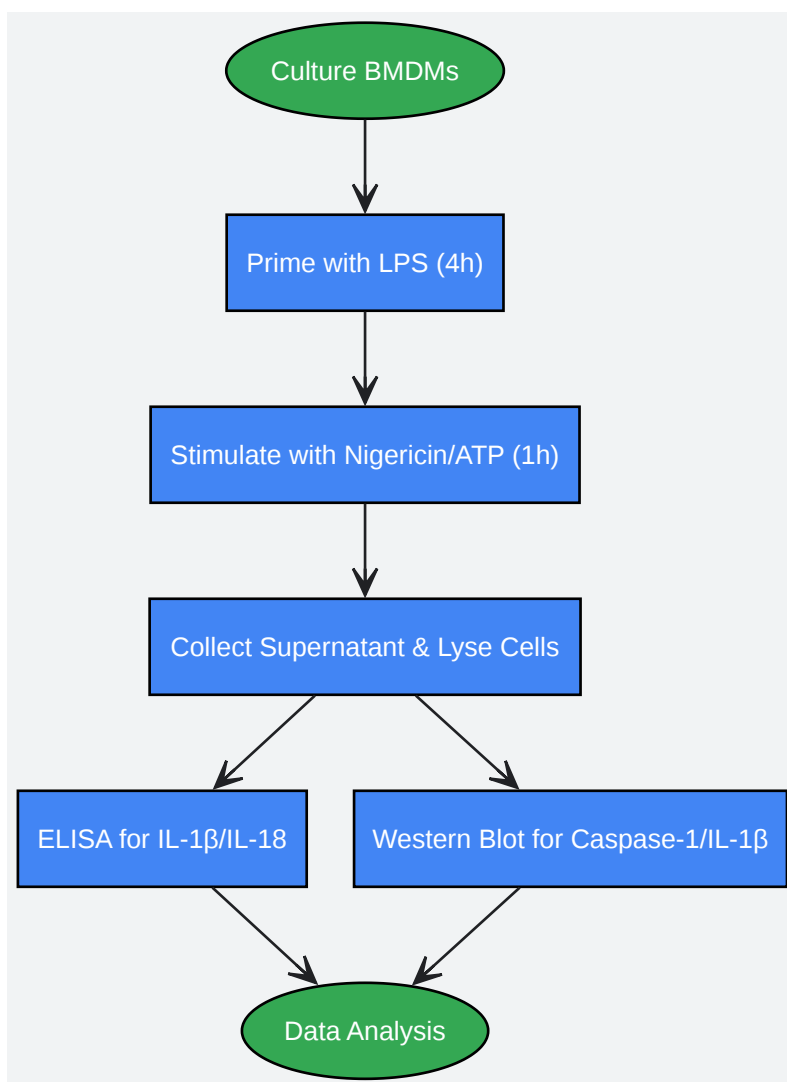 Culture BMDMs
Prime with LPS (4h)
Stimulate with Nigericin/ATP (1h)
Collect Supernatant & Lyse Cells
ELISA for IL-1β/IL-18
Western Blot for Caspase-1/IL-1β
Data Analysis